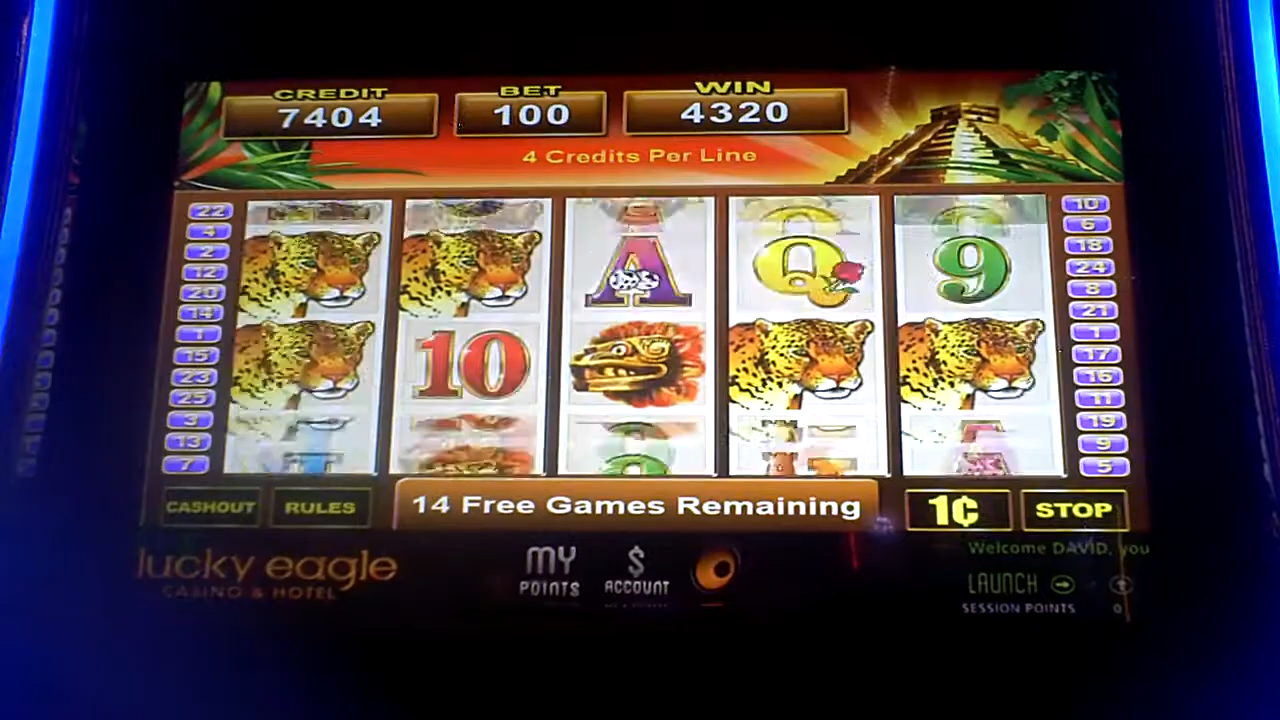 CREDIT BET WIN
7404 100 4320
4 Credits Per Line
22 10
4 6
2 A Q 9 18
12 24
20 8
14 21
1 1
15 10 17
23 16
25 11
3 19
13 9
7 5
CASHOUT RULES 14 Free Games Remaining 1¢ STOP
lucky eagle MY $ Welcome DAVID, you
CASINO & HOTEL POINTS ACCOUNT LAUNCH
SESSION POINTS 0